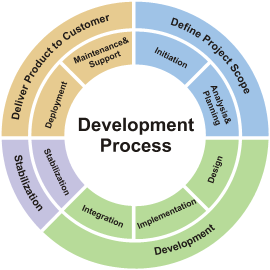 Development
Process
Define Project Scope
Initiation
Analysis&
Planning
Development
Design
Implementation
Integration
Stabilization
Stabilization
Deliver Product to Customer
Deployment
Maintenance&
Support